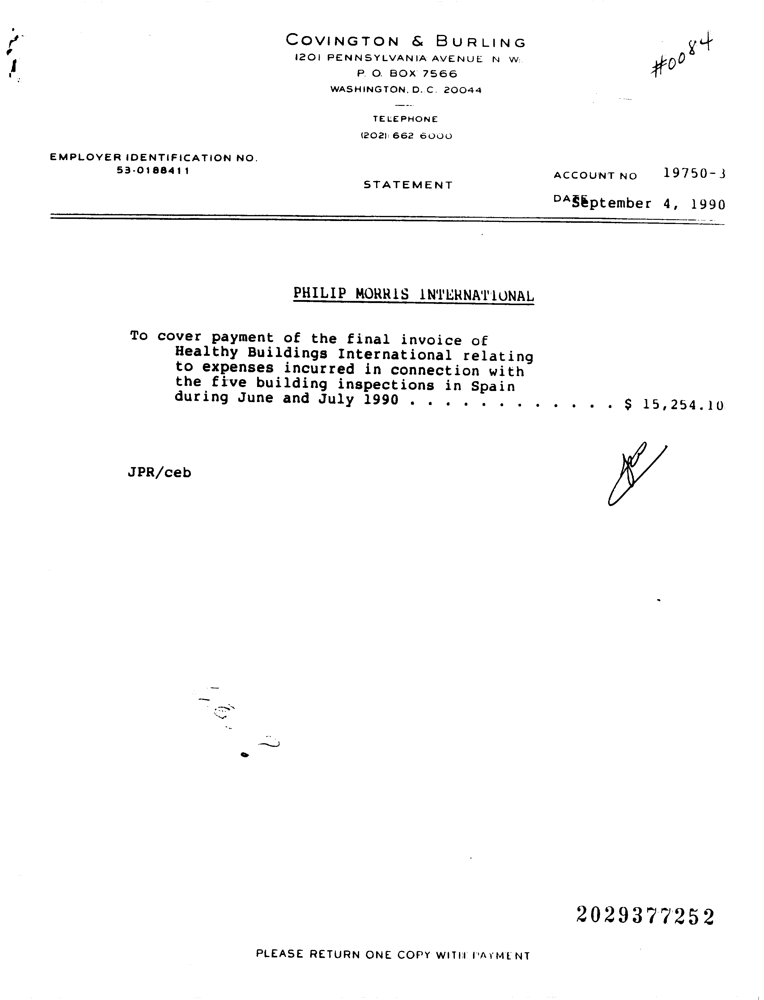 COVINGTON & BURLING
#0084
1201 PENNSYLVANIA AVENUE N. W.
P. O. BOX 7566
WASHINGTON, D. C. 20044
TELEPHONE
(202) 662 6000
EMPLOYER IDENTIFICATION NO.
53-0188411
ACCOUNT NO 19750-3
STATEMENT
DATE September 4, 1990
PHILIP MORRIS INTERNATIONAL
To cover payment of the final invoice of
Healthy Buildings International relating
to expenses incurred in connection with
the five building inspections in Spain
during June and July 1990 . . . . . . . . . . . . . $ 15,254.10
JPR/ceb
2029377252
PLEASE RETURN ONE COPY WITH PAYMENT